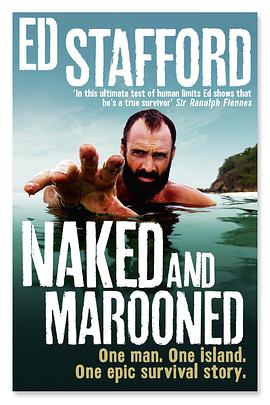 ED STAFFORD
'In this ultimate test of human limits Ed shows that
he's a true survivor' Sir Ranulph Fiennes
NAKED AND
MAROONED
One man. One island.
One epic survival story.